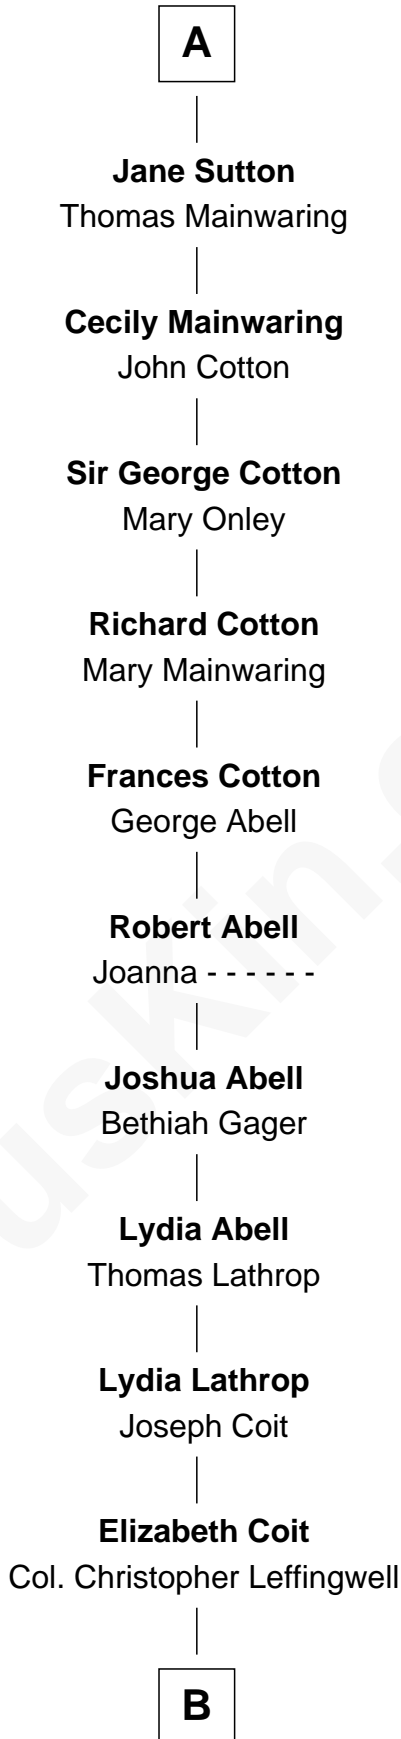 A
Jane Sutton
Thomas Mainwaring
Cecily Mainwaring
John Cotton
Sir George Cotton
Mary Onley
Richard Cotton
Mary Mainwaring
Frances Cotton
George Abell
Robert Abell
Joanna - - - - - -
Joshua Abell
Bethiah Gager
Lydia Abell
Thomas Lathrop
Lydia Lathrop
Joseph Coit
Elizabeth Coit
Col. Christopher Leffingwell
B